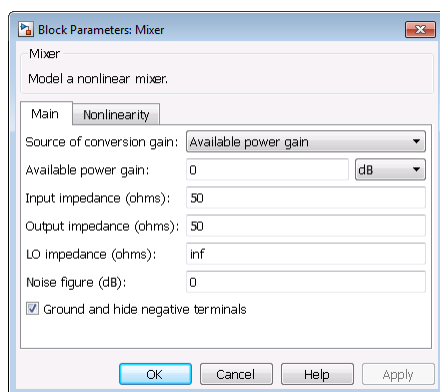 Block Parameters: Mixer
Mixer
Model a nonlinear mixer.
Main Nonlinearity
Source of conversion gain: Available power gain
Available power gain: 0 dB
Input impedance (ohms): 50
Output impedance (ohms): 50
LO impedance (ohms): inf
Noise figure (dB): 0
Ground and hide negative terminals
OK Cancel Help Apply